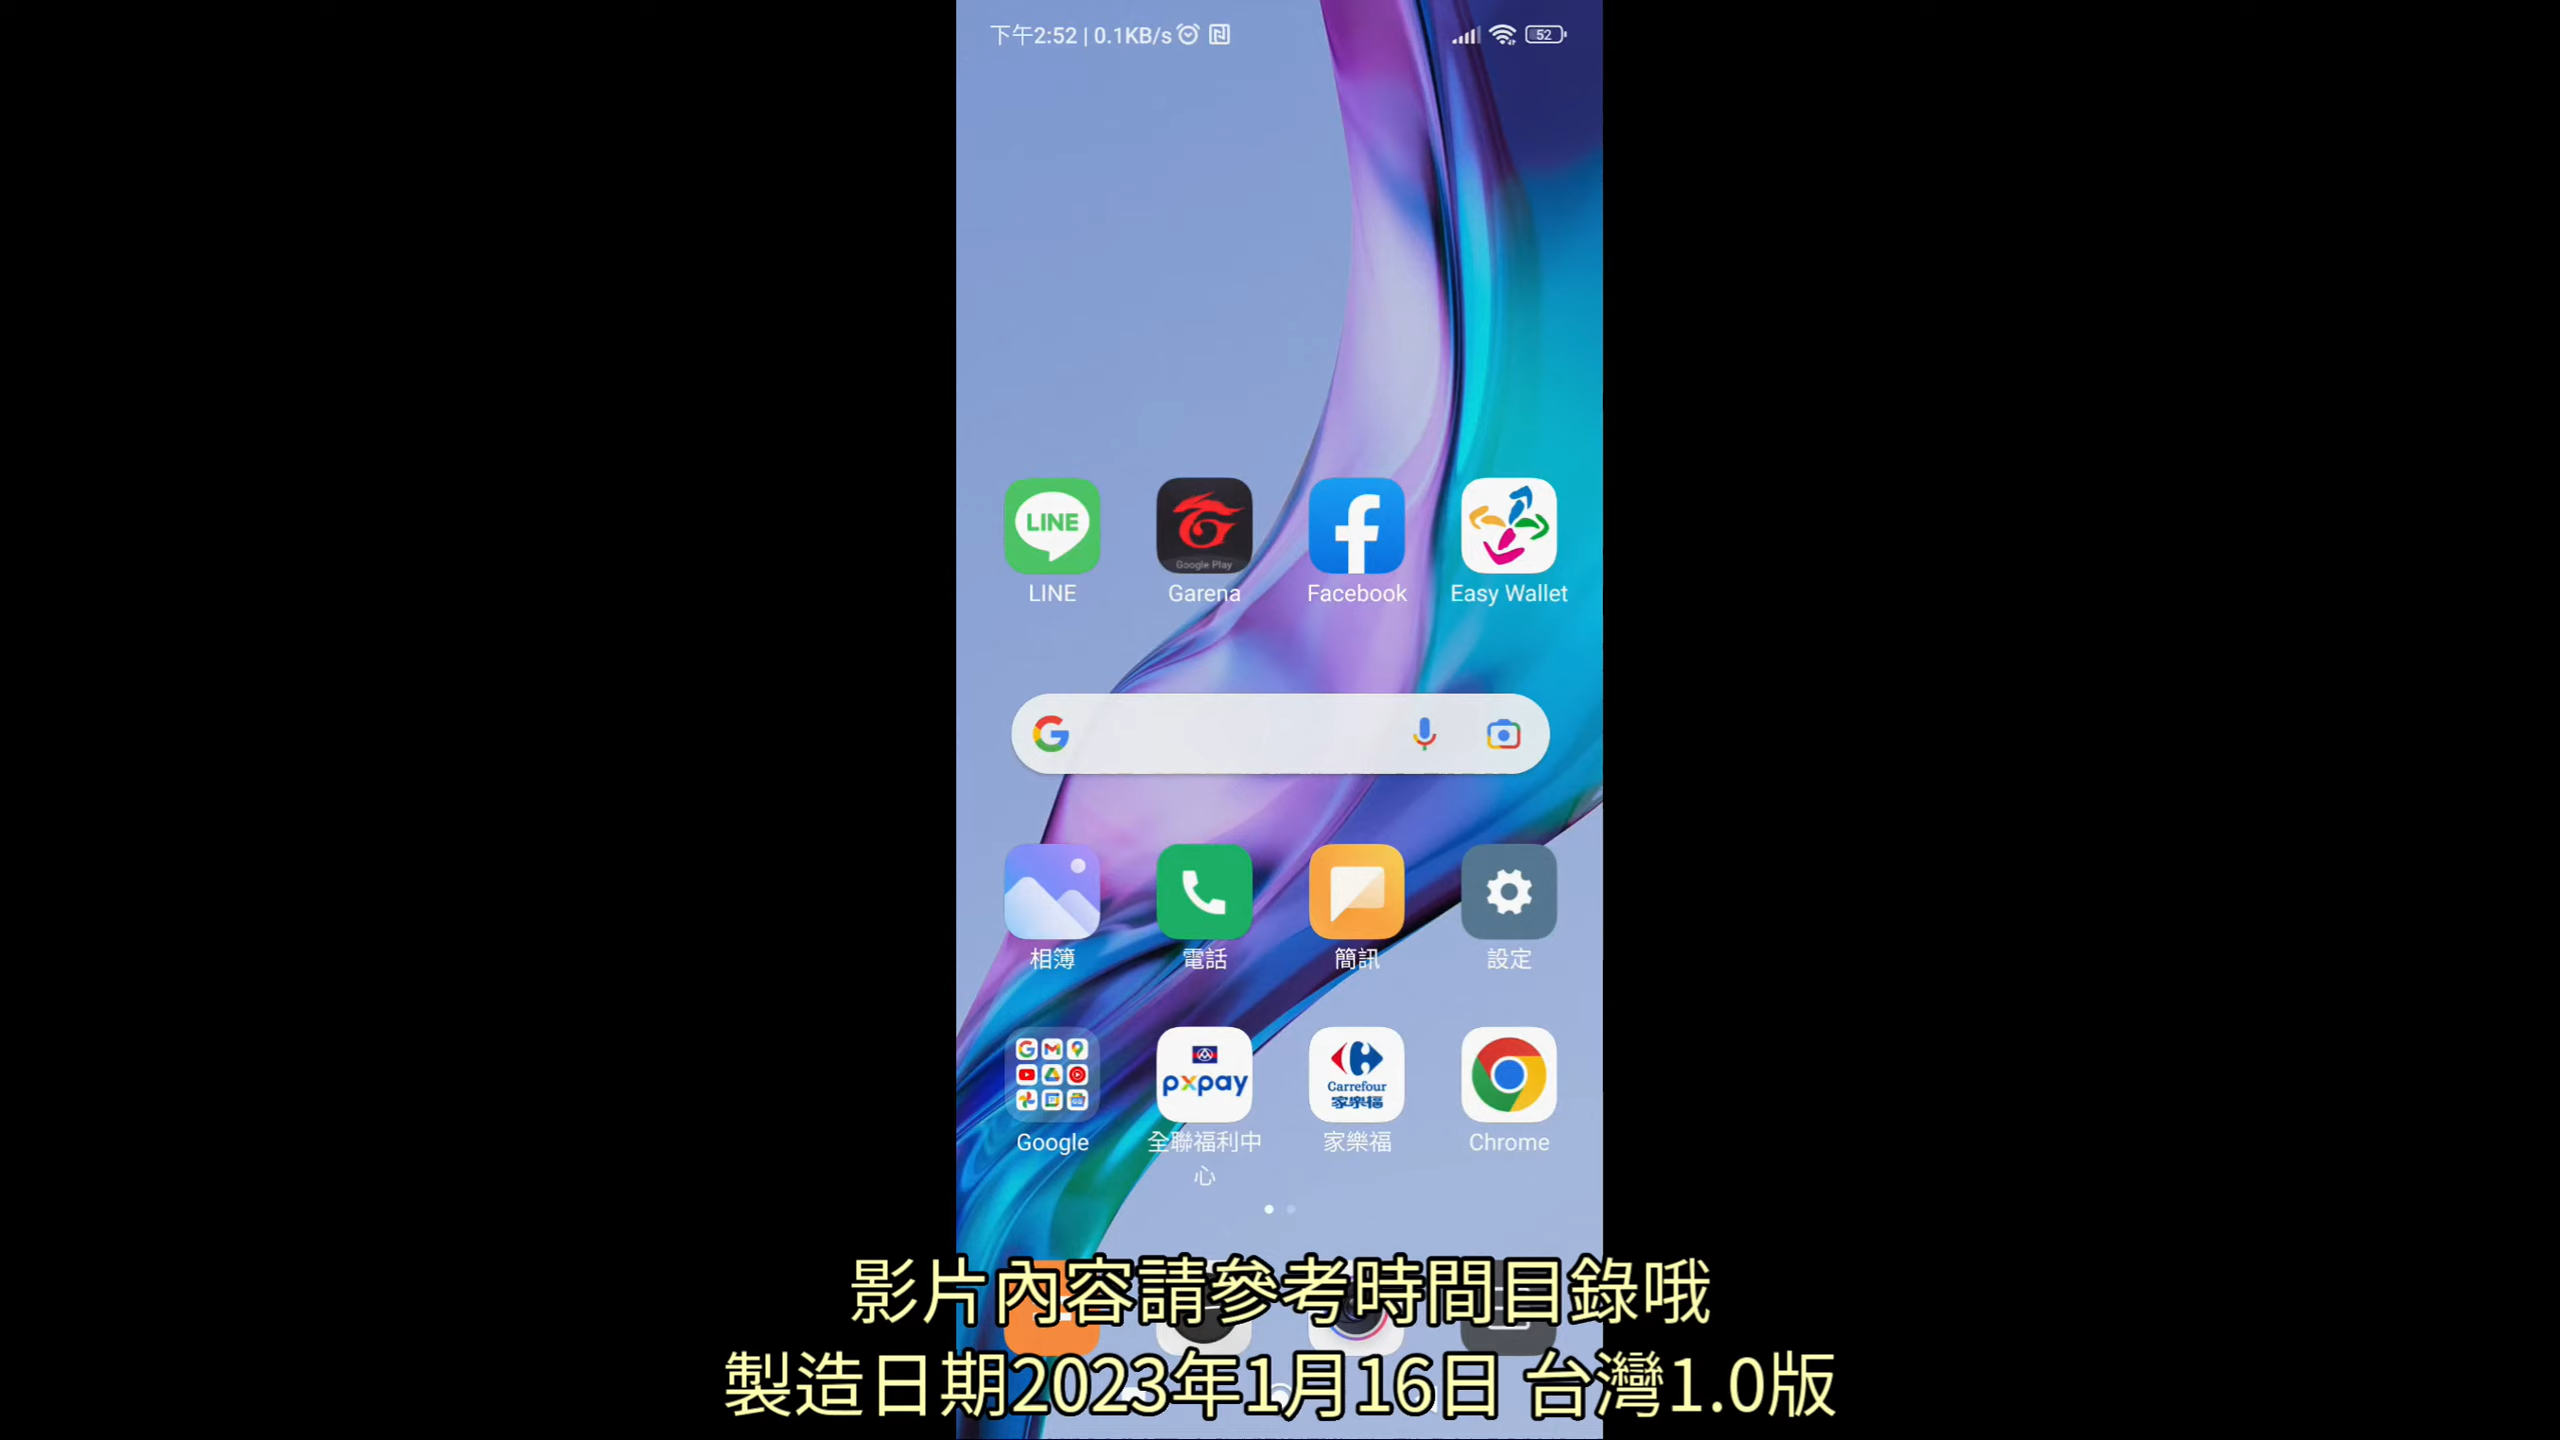 下午2:52 | 0.1KB/s
52
LINE
Google Play
LINE
Garena
Facebook
Easy Wallet
相簿
電話
簡訊
設定
pxpay
Carrefour
家樂福
Google
全聯福利中
心
家樂福
Chrome
影片內容請參考時間目錄哦
製造日期2023年1月16日 台灣1.0版